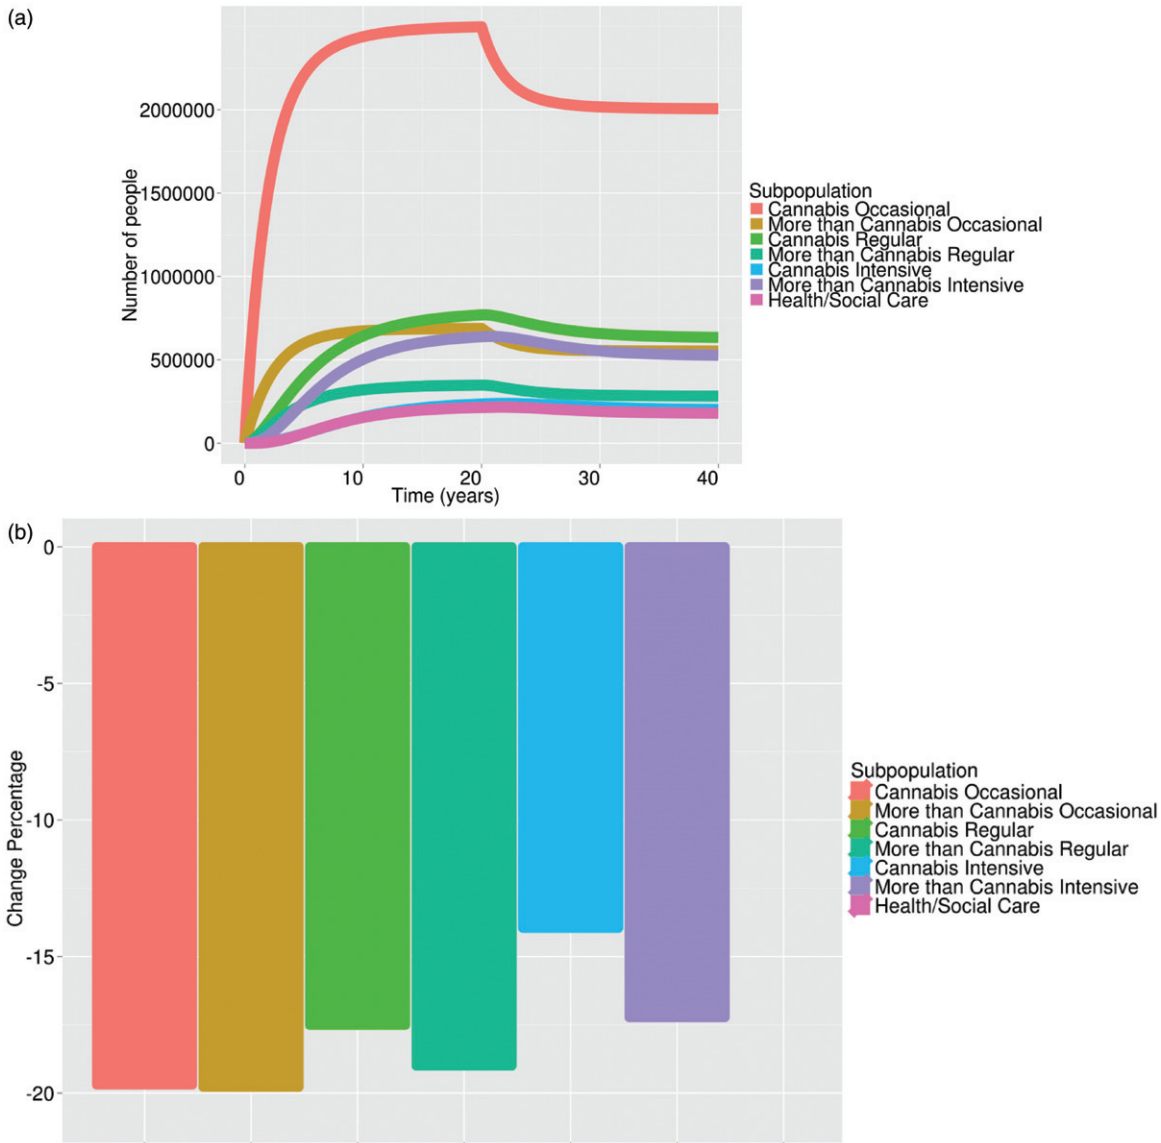 (a)
Number of people
2000000
1500000
1000000
500000
0
0 10 20 30 40
Time (years)
Subpopulation
Cannabis Occasional
More than Cannabis Occasional
Cannabis Regular
More than Cannabis Regular
Cannabis Intensive
More than Cannabis Intensive
Health/Social Care
(b)
Change Percentage
0
-5
-10
-15
-20
Subpopulation
Cannabis Occasional
More than Cannabis Occasional
Cannabis Regular
More than Cannabis Regular
Cannabis Intensive
More than Cannabis Intensive
Health/Social Care